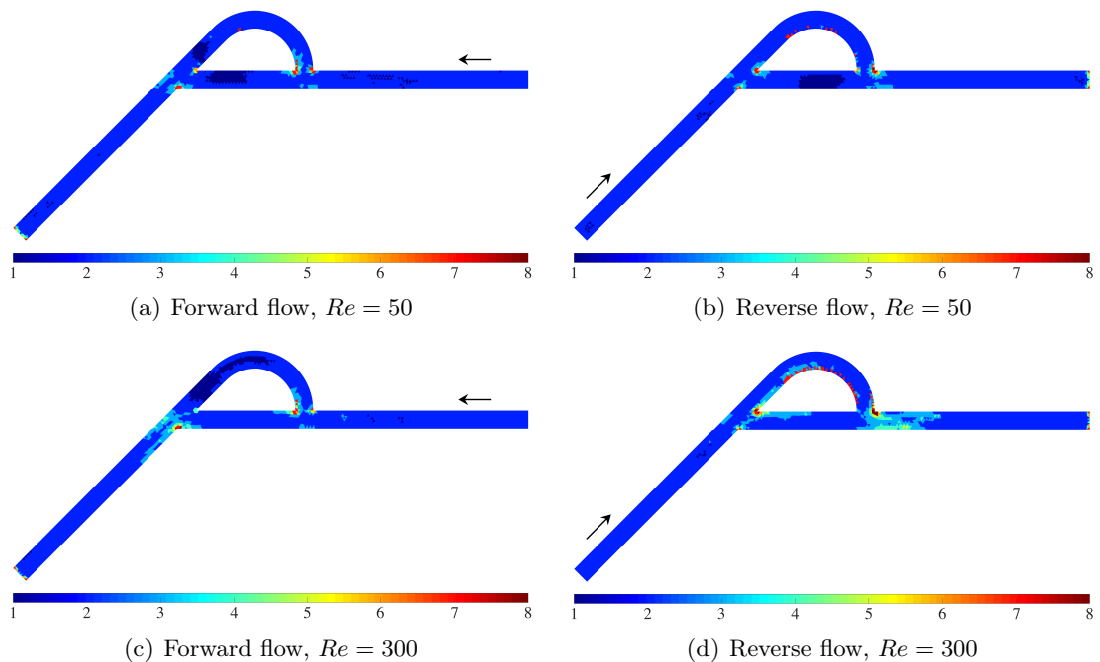 1 2 3 4 5 6 7 8
1 2 3 4 5 6 7 8
(a) Forward flow, Re = 50
(b) Reverse flow, Re = 50
1 2 3 4 5 6 7 8
1 2 3 4 5 6 7 8
(c) Forward flow, Re = 300
(d) Reverse flow, Re = 300